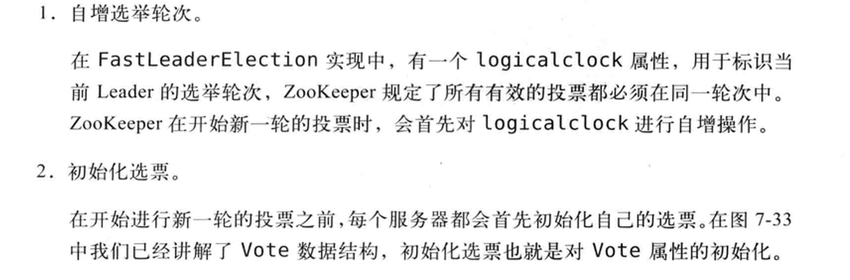 1. 自增选举轮次。
在 FastLeaderElection 实现中，有一个 logicalclock 属性，用于标识当
前 Leader 的选举轮次，ZooKeeper 规定了所有有效的投票都必须在同一轮次中。
ZooKeeper 在开始新一轮的投票时，会首先对 logicalclock 进行自增操作。
2. 初始化选票。
在开始进行新一轮的投票之前，每个服务器都会首先初始化自己的选票。在图 7-33
中我们已经讲解了 Vote 数据结构，初始化选票也就是对 Vote 属性的初始化。